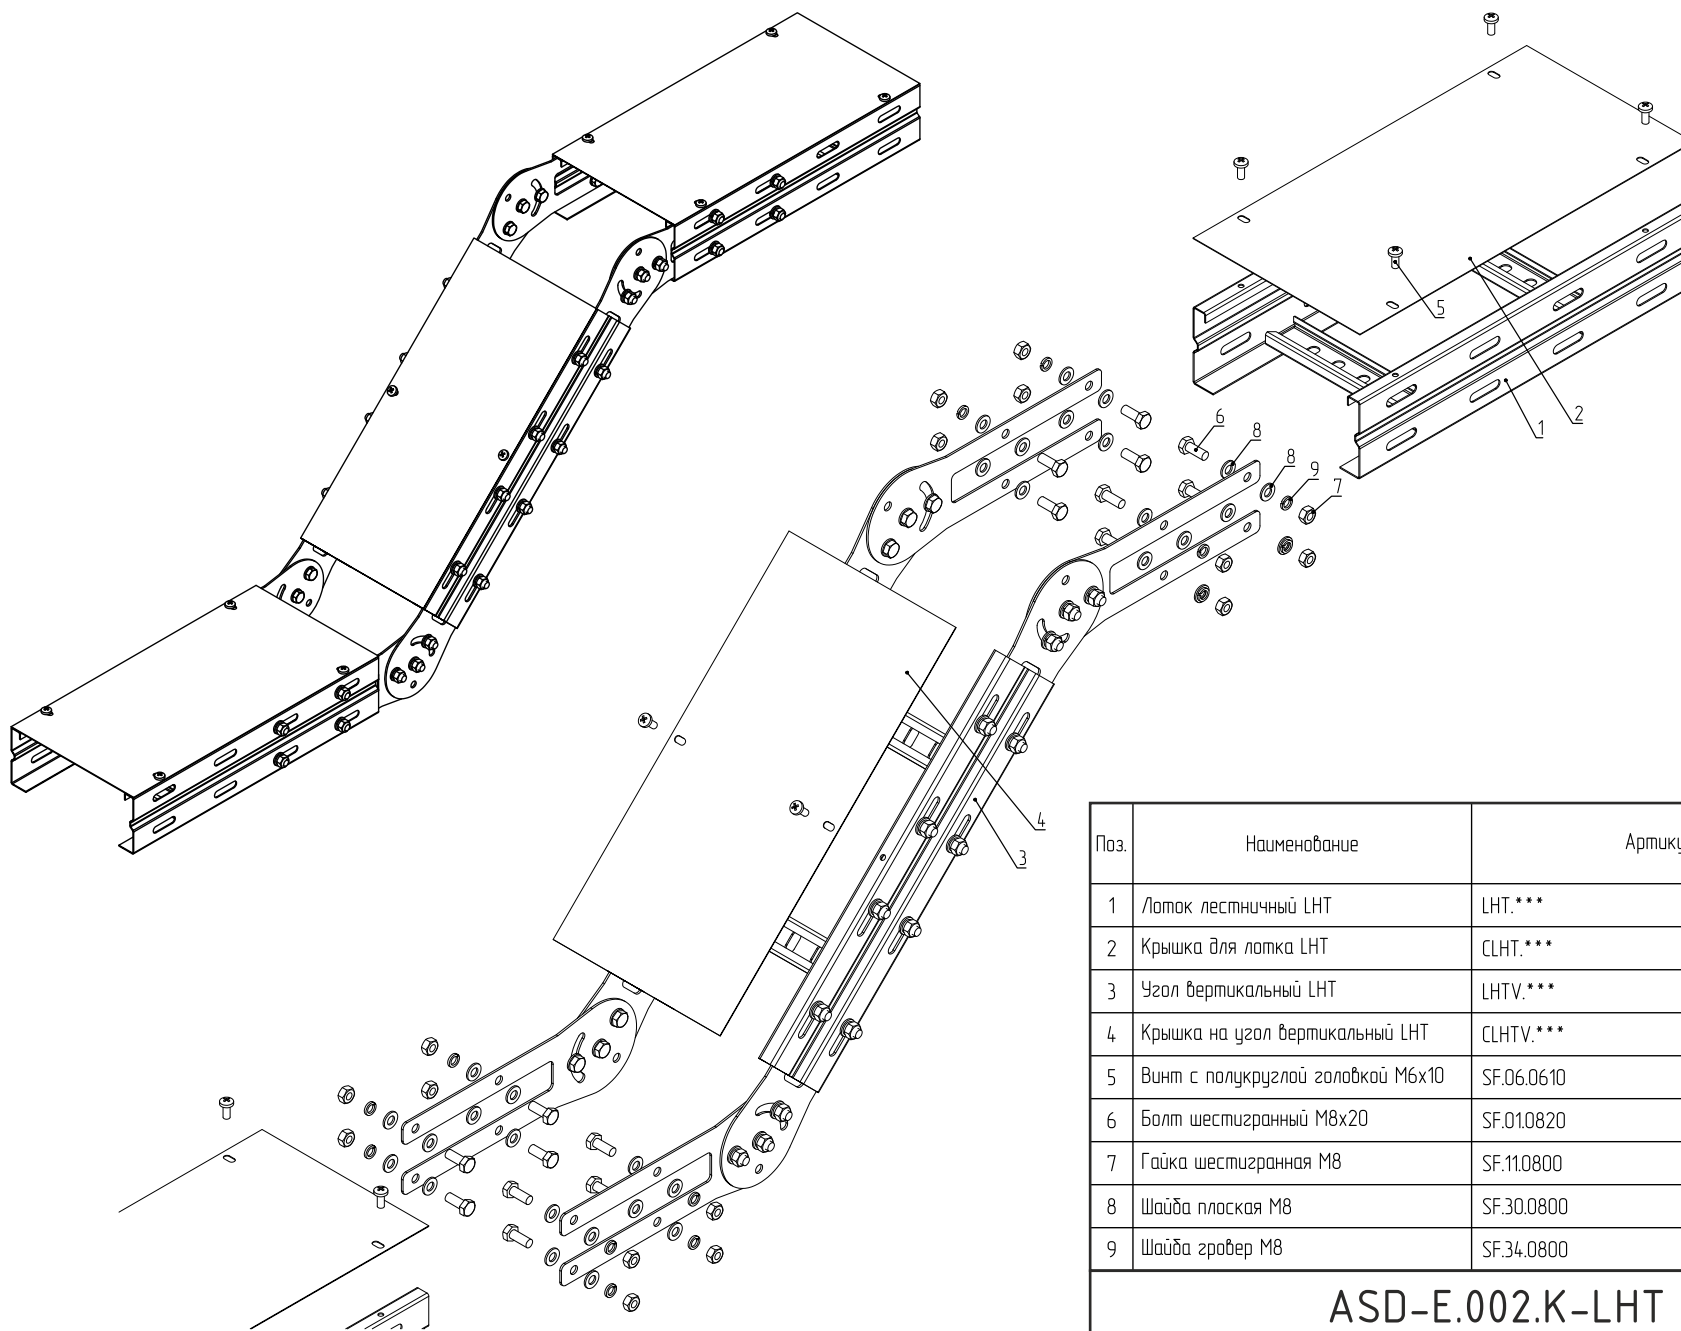 5
2
1
6
8
8
9
7
4
3
Поз. Наименование
1 Лоток лестничный LHT LHT.***
2 Крышка для лотка LHT CLHT.***
3 Угол вертикальный LHT LHTV.***
4 Крышка на угол вертикальный LHT CLHTV.***
5 Винт с полукруглой головкой М6х10 SF.06.0610
6 Болт шестигранный М8х20 SF.01.0820
7 Гайка шестигранная М8 SF.11.0800
8 Шайба плоская М8 SF.30.0800
9 Шайба гровер М8 SF.34.0800
ASD-E.002.K-LHT